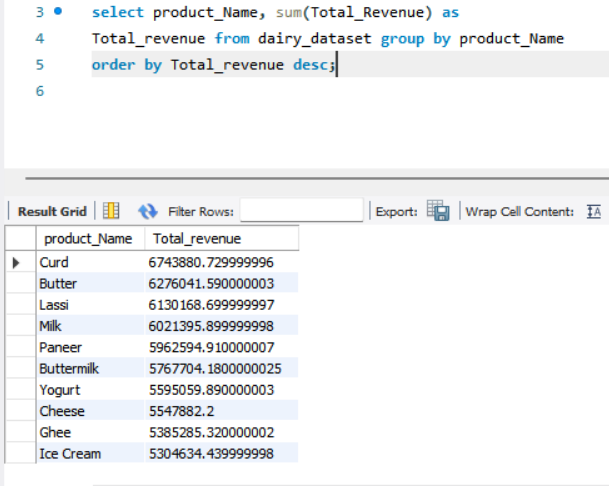 3 select product_Name, sum(Total_Revenue) as
4 Total_revenue from dairy_dataset group by product_Name
5 order by Total_revenue desc;
6
Result Grid Filter Rows: Export: Wrap Cell Content: IA
product_Name Total_revenue
Curd 6743880.729999996
Butter 6276041.590000003
Lassi 6130168.699999997
Milk 6021395.899999998
Paneer 5962594.910000007
Buttermilk 5767704.1800000025
Yogurt 5595059.890000003
Cheese 5547882.2
Ghee 5385285.320000002
Ice Cream 5304634.439999998